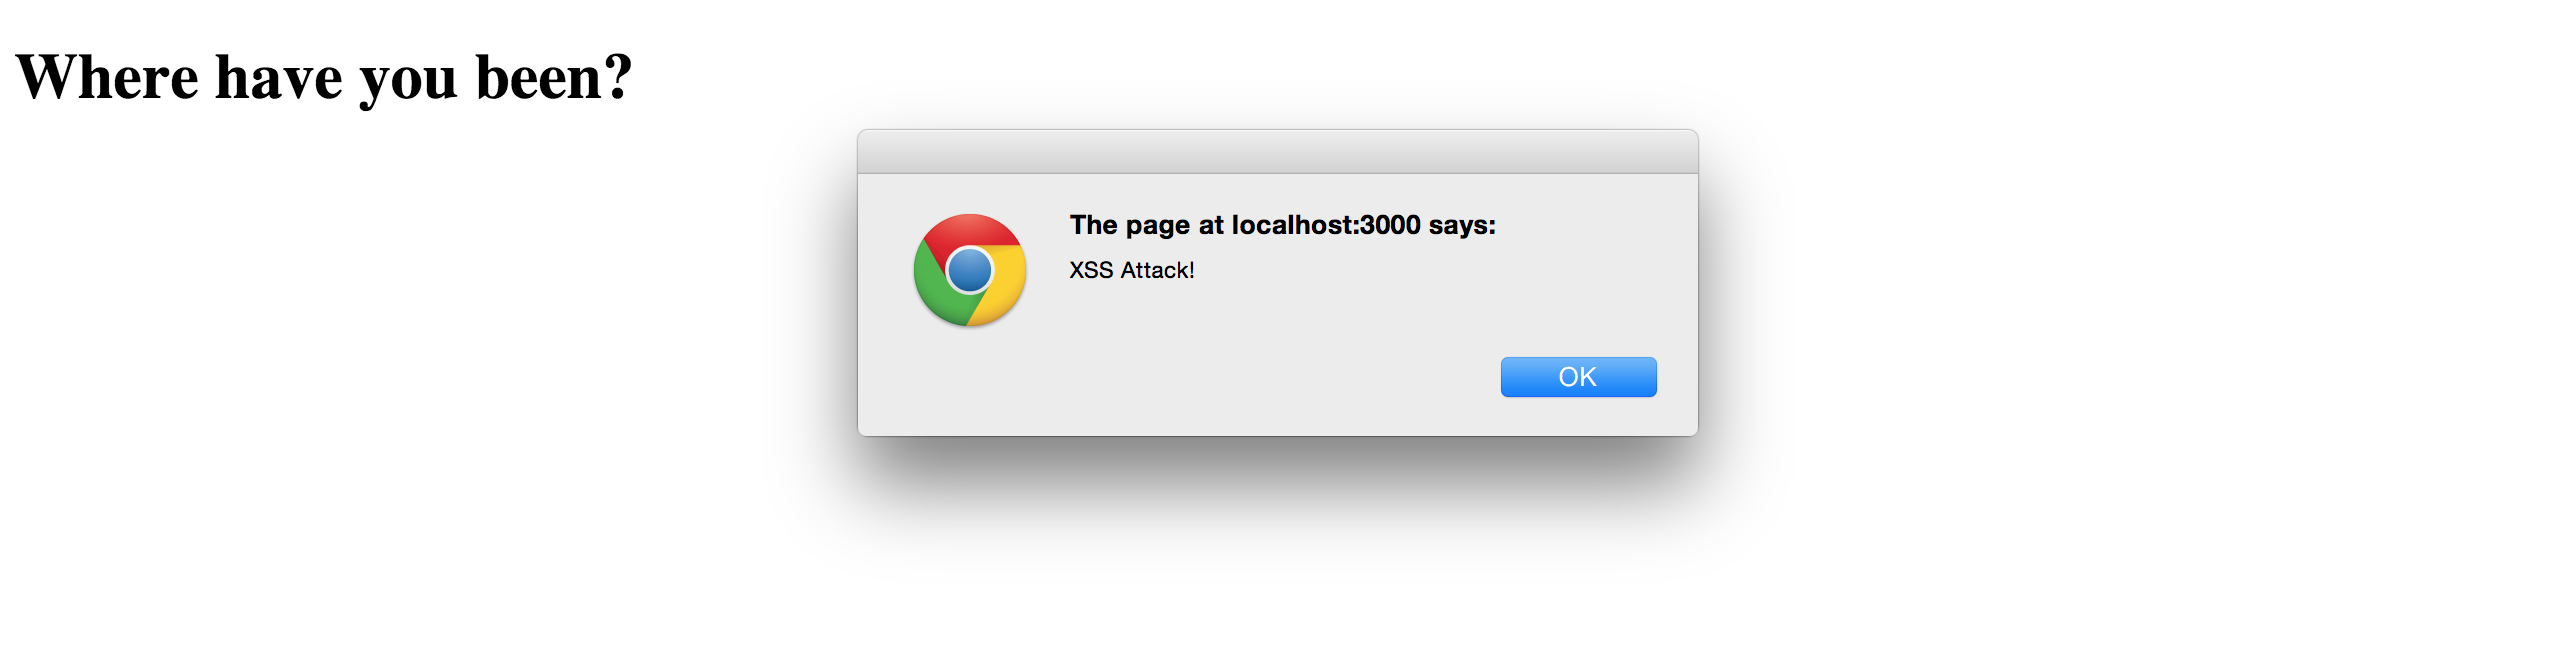 Where have you been?
The page at localhost:3000 says:
XSS Attack!
OK